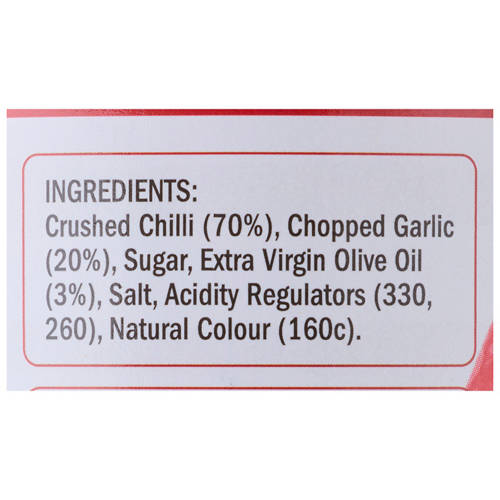 INGREDIENTS:
Crushed Chilli (70%), Chopped Garlic
(20%), Sugar, Extra Virgin Olive Oil
(3%), Salt, Acidity Regulators (330,
260), Natural Colour (160c).